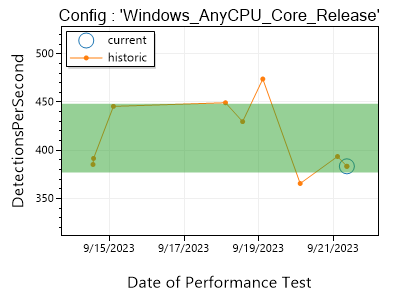 Config : 'Windows_AnyCPU_Core_Release'
current
historic
DetectionsPerSecond
500
450
400
350
9/15/2023 9/17/2023 9/19/2023 9/21/2023
Date of Performance Test